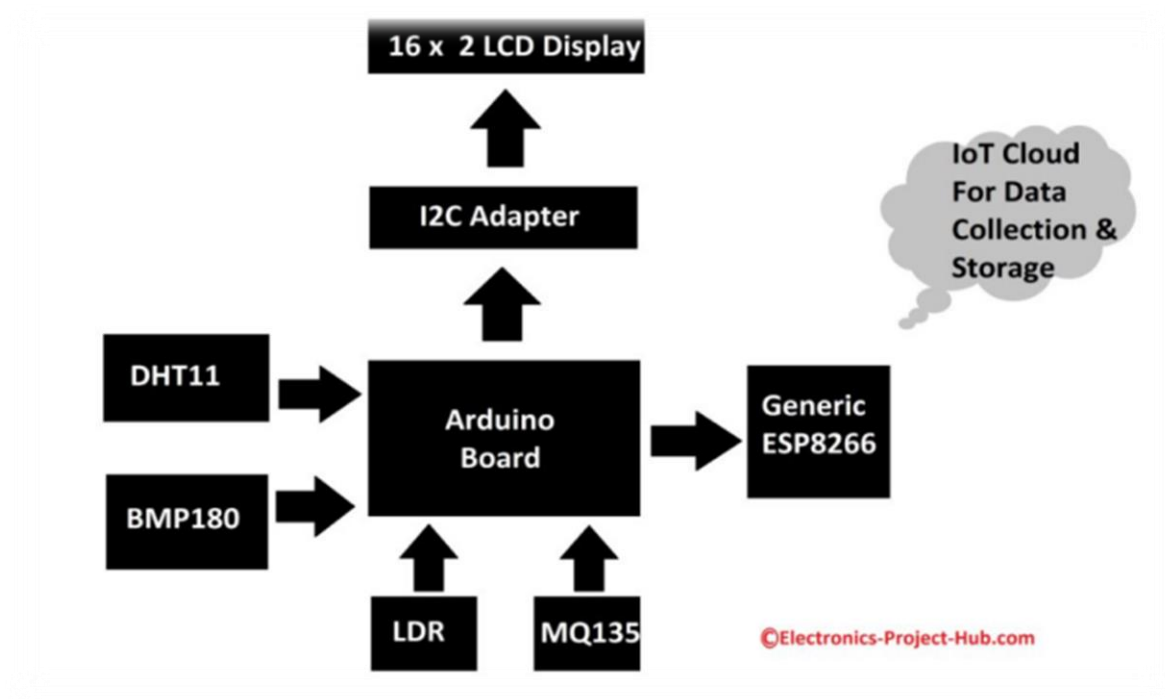 16 x 2 LCD Display
I2C Adapter
IoT Cloud
For Data
Collection &
Storage
DHT11
Arduino
Board
Generic
ESP8266
BMP180
LDR
MQ135
©Electronics-Project-Hub.com